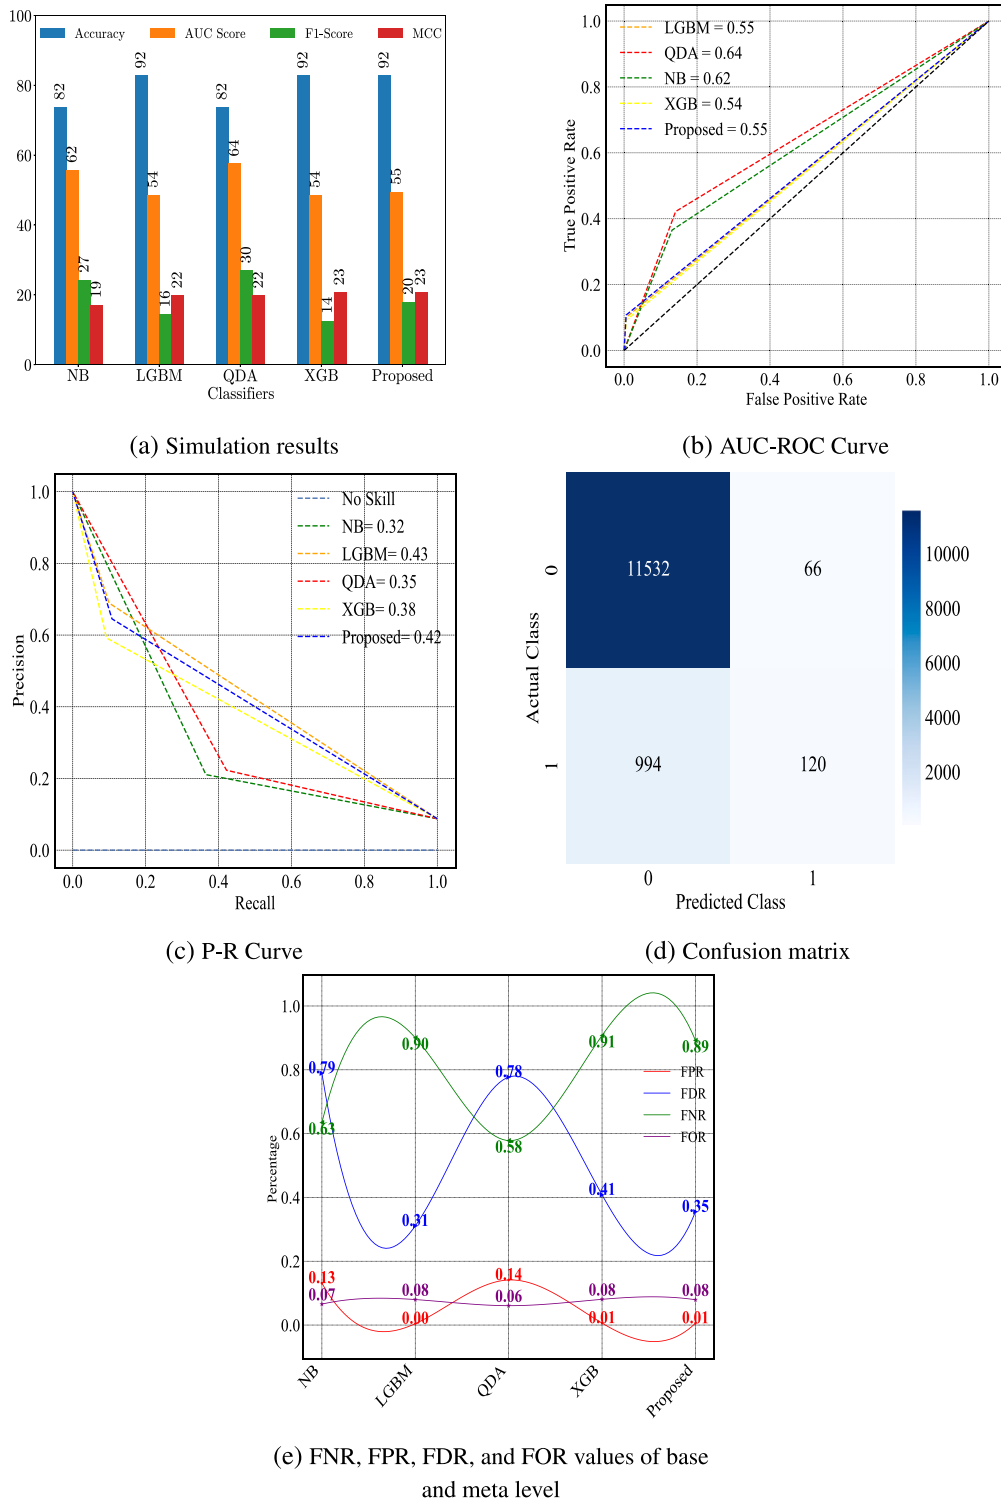 100
80
60
40
20
0
Accuracy AUC Score F1-Score MCC
82 62 27 19
92 54 16 22
82 64 30 22
92 54 14 23
92 55 20 23
NB LGBM QDA XGB Proposed
Classifiers
(a) Simulation results
True Positive Rate
1.0
0.8
0.6
0.4
0.2
0.0
LGBM = 0.55
QDA = 0.64
NB = 0.62
XGB = 0.54
Proposed = 0.55
0.0 0.2 0.4 0.6 0.8 1.0
False Positive Rate
(b) AUC-ROC Curve
Precision
1.0
0.8
0.6
0.4
0.2
0.0
No Skill
NB= 0.32
LGBM= 0.43
QDA= 0.35
XGB= 0.38
Proposed= 0.42
0.0 0.2 0.4 0.6 0.8 1.0
Recall
(c) P-R Curve
Actual Class
0
1
11532 66
994 120
0 1
Predicted Class
10000
8000
6000
4000
2000
(d) Confusion matrix
Percentage
1.0
0.8
0.6
0.4
0.2
0.0
0.63 0.90 0.58 0.91 0.89
0.79 0.31 0.78 0.41 0.35
0.13 0.00 0.14 0.01 0.01
0.07 0.08 0.06 0.08 0.08
FPR
FDR
FNR
FOR
NB LGBM QDA XGB Proposed
(e) FNR, FPR, FDR, and FOR values of base
and meta level